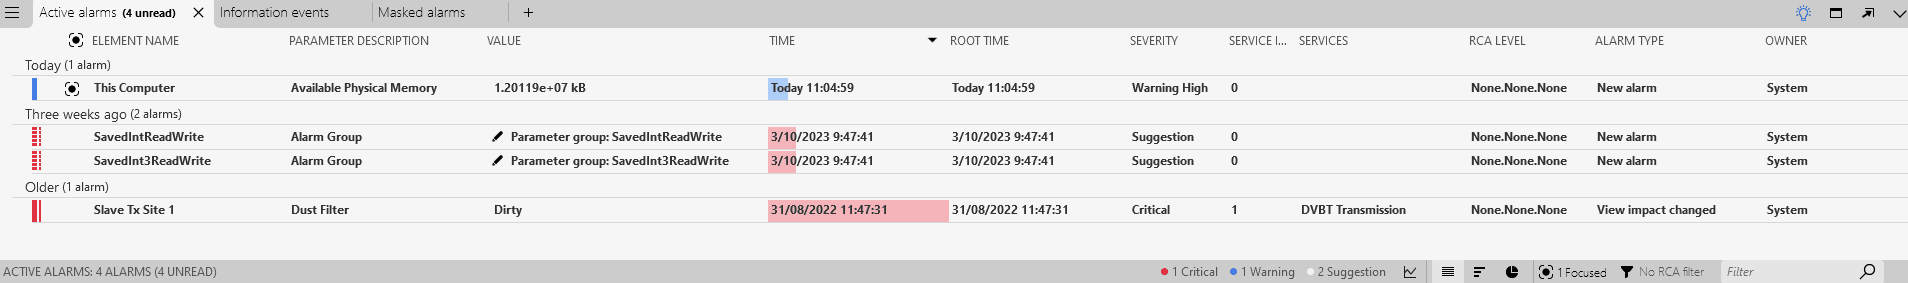 Active alarms (4 unread) Information events Masked alarms
ELEMENT NAME PARAMETER DESCRIPTION VALUE TIME ROOT TIME SEVERITY SERVICE I... SERVICES RCA LEVEL ALARM TYPE OWNER
Today (1 alarm)
This Computer Available Physical Memory 1.20119e+07 kB Today 11:04:59 Today 11:04:59 Warning High 0 None.None.None New alarm System
Three weeks ago (2 alarms)
SavedIntReadWrite Alarm Group Parameter group: SavedIntReadWrite 3/10/2023 9:47:41 3/10/2023 9:47:41 Suggestion 0 None.None.None New alarm System
SavedInt3ReadWrite Alarm Group Parameter group: SavedInt3ReadWrite 3/10/2023 9:47:41 3/10/2023 9:47:41 Suggestion 0 None.None.None New alarm System
Older (1 alarm)
Slave Tx Site 1 Dust Filter Dirty 31/08/2022 11:47:31 31/08/2022 11:47:31 Critical 1 DVBT Transmission None.None.None View impact changed System
ACTIVE ALARMS: 4 ALARMS (4 UNREAD) 1 Critical 1 Warning 2 Suggestion 1 Focused No RCA filter Filter